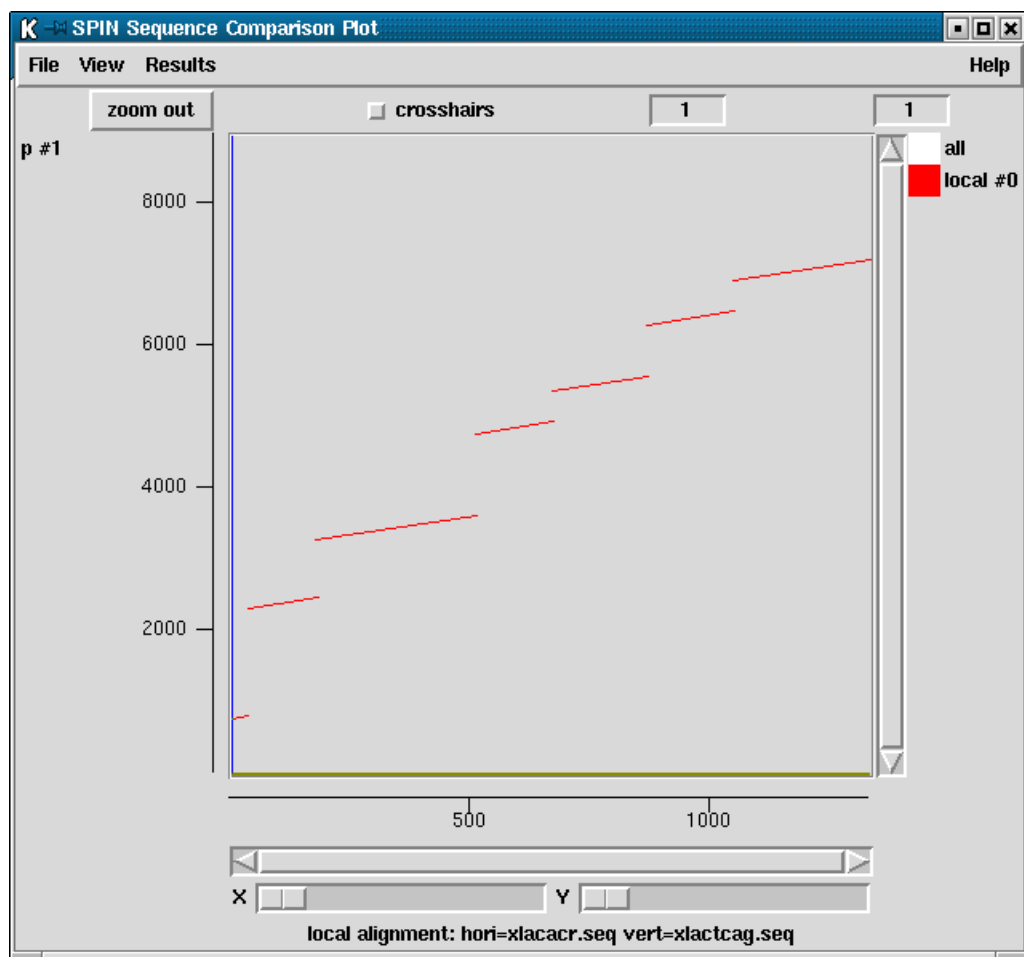 K SPIN Sequence Comparison Plot
File View Results Help
zoom out crosshairs 1 1
p #1
all
local #0
8000
6000
4000
2000
500 1000
X Y
local alignment: hori=xlacacr.seq vert=xlactcag.seq